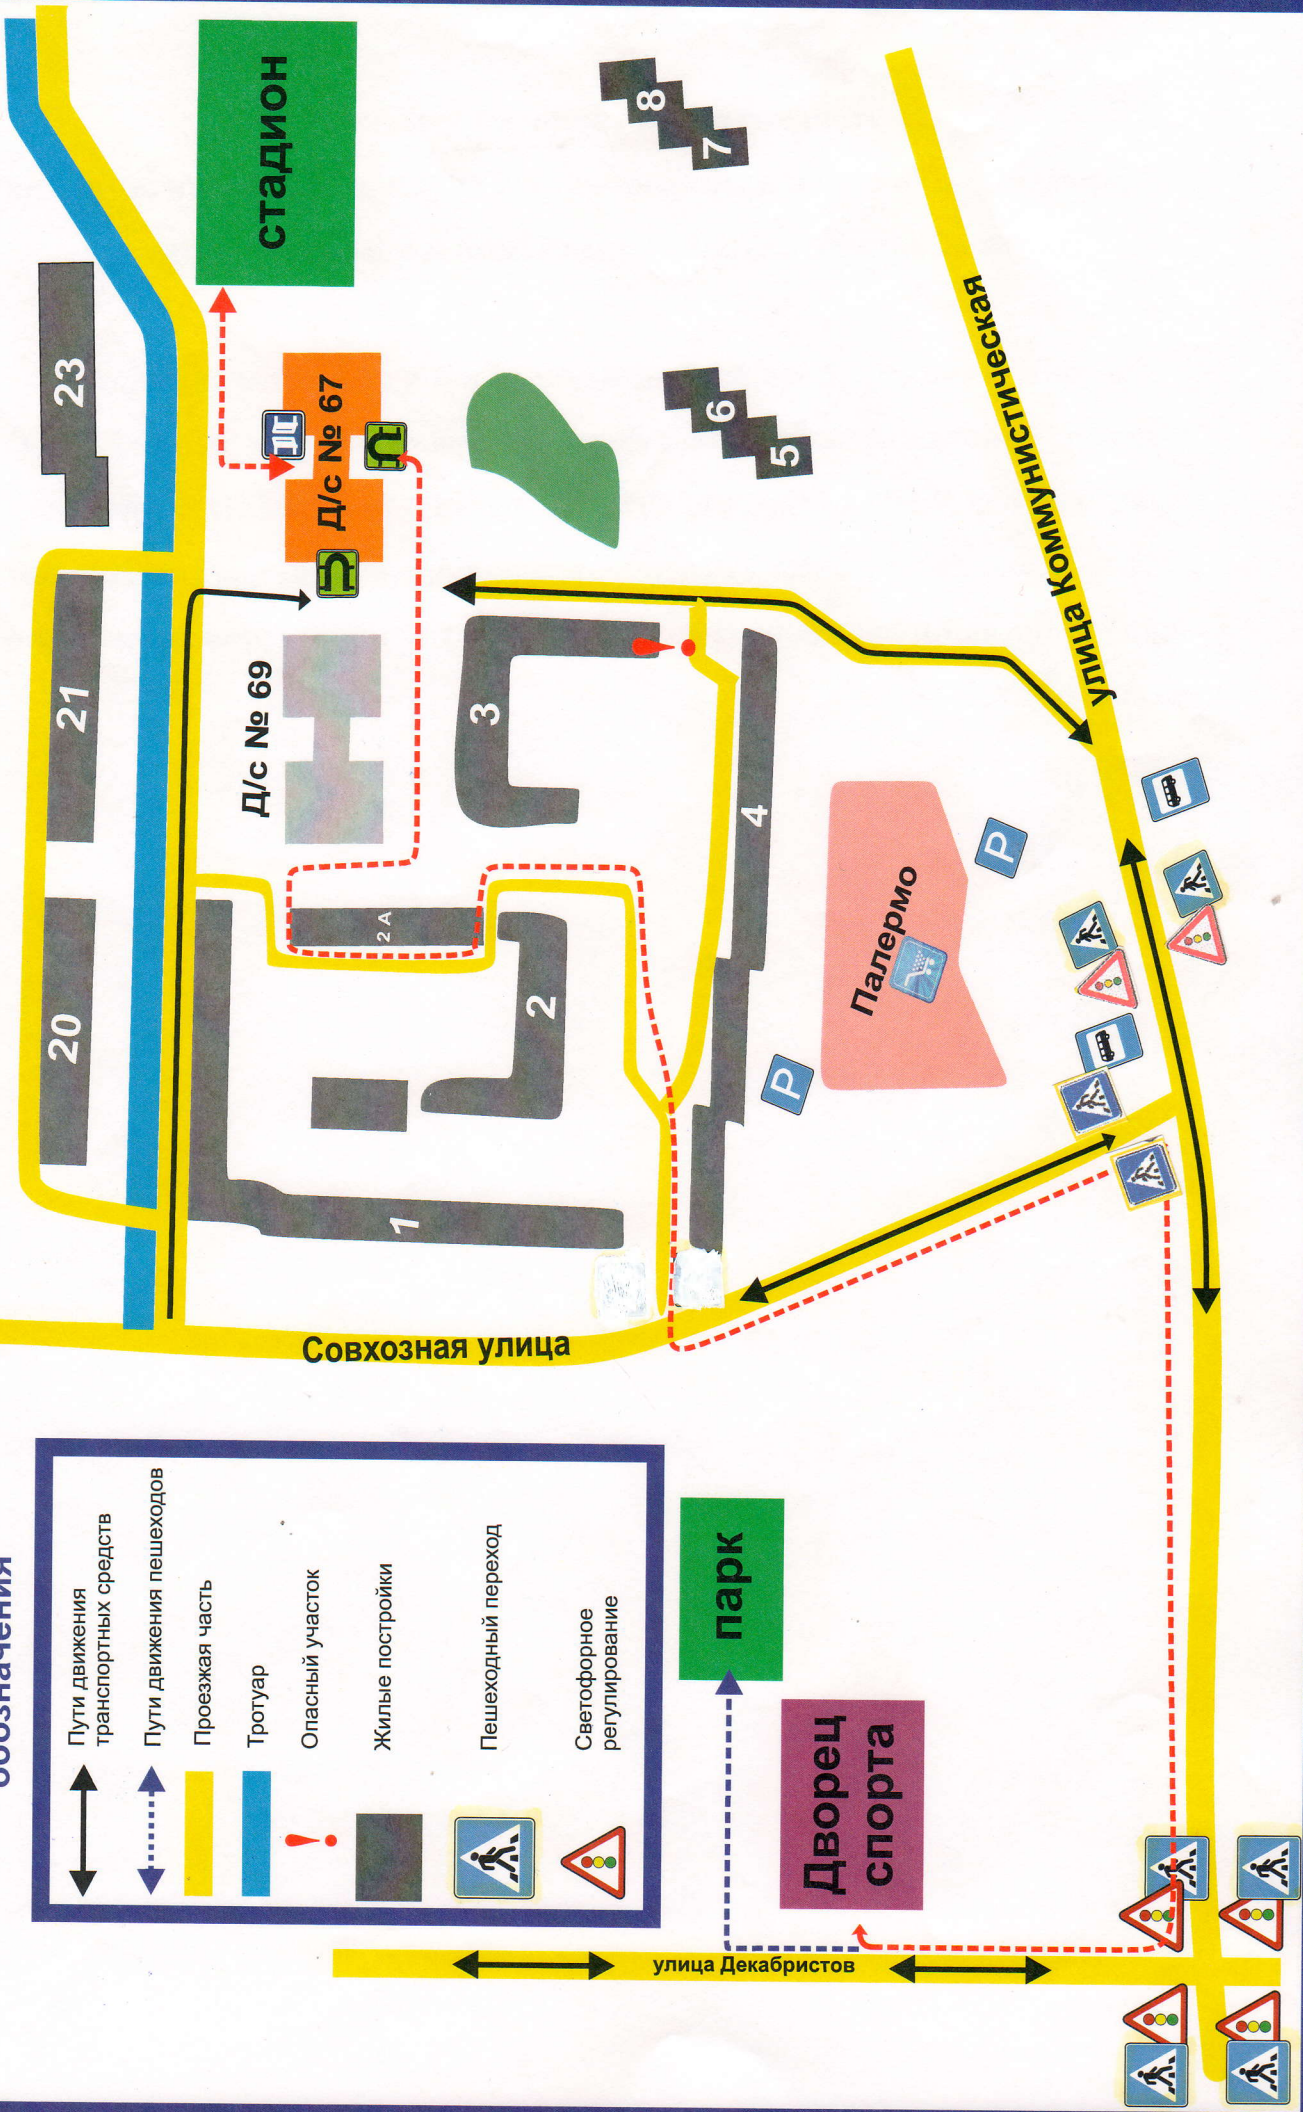 обозначения
Пути движения
транспортных средств
Пути движения пешеходов
Проезжая часть
Тротуар
Опасный участок
Жилые постройки
Пешеходный переход
Светофорное
регулирование
20
21
23
стадион
Д/с № 69
Д/с № 67
1
2
2 А
3
4
5
6
7
8
Палермо
P
P
Совхозная улица
улица Коммунистическая
парк
Дворец
спорта
улица Декабристов